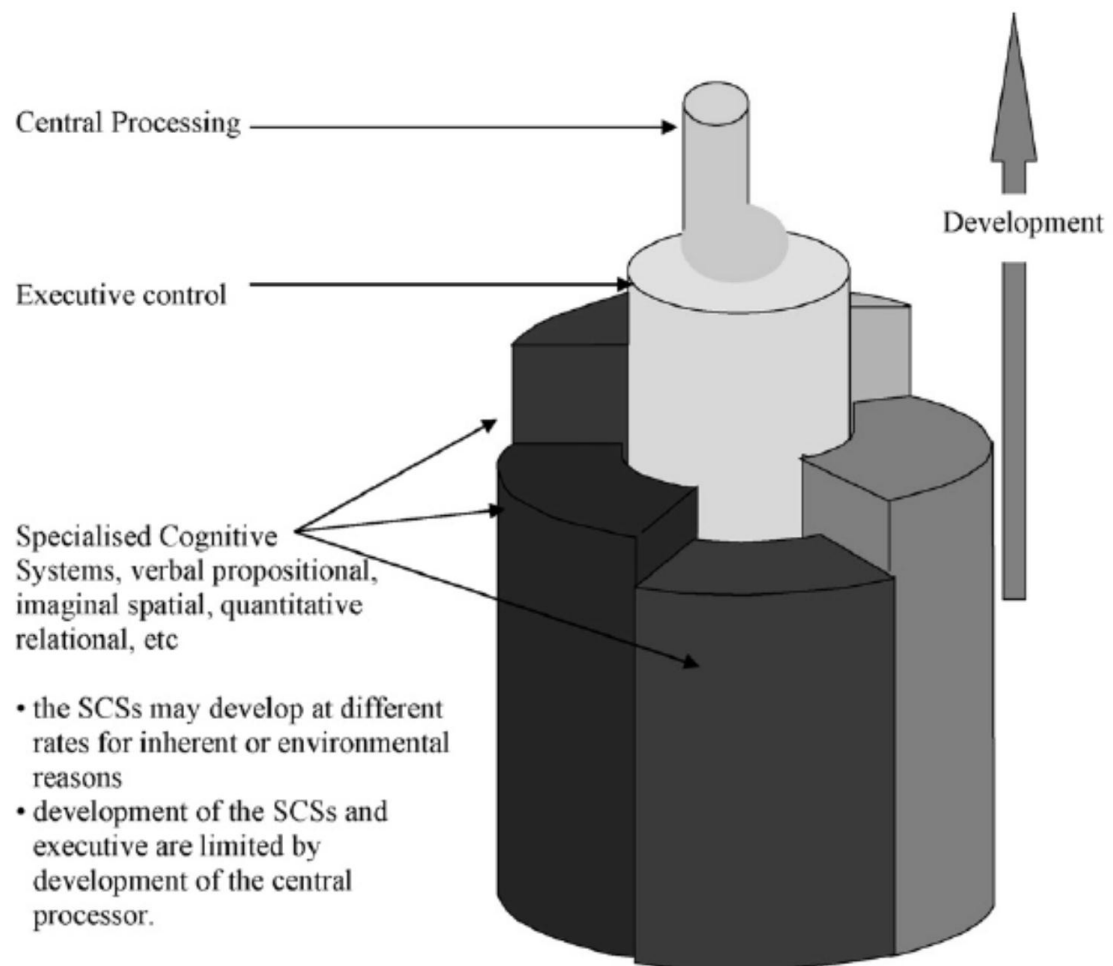 Central Processing
Development
Executive control
Specialised Cognitive
Systems, verbal propositional,
imaginal spatial, quantitative
relational, etc
• the SCSs may develop at different
rates for inherent or environmental
reasons
• development of the SCSs and
executive are limited by
development of the central
processor.